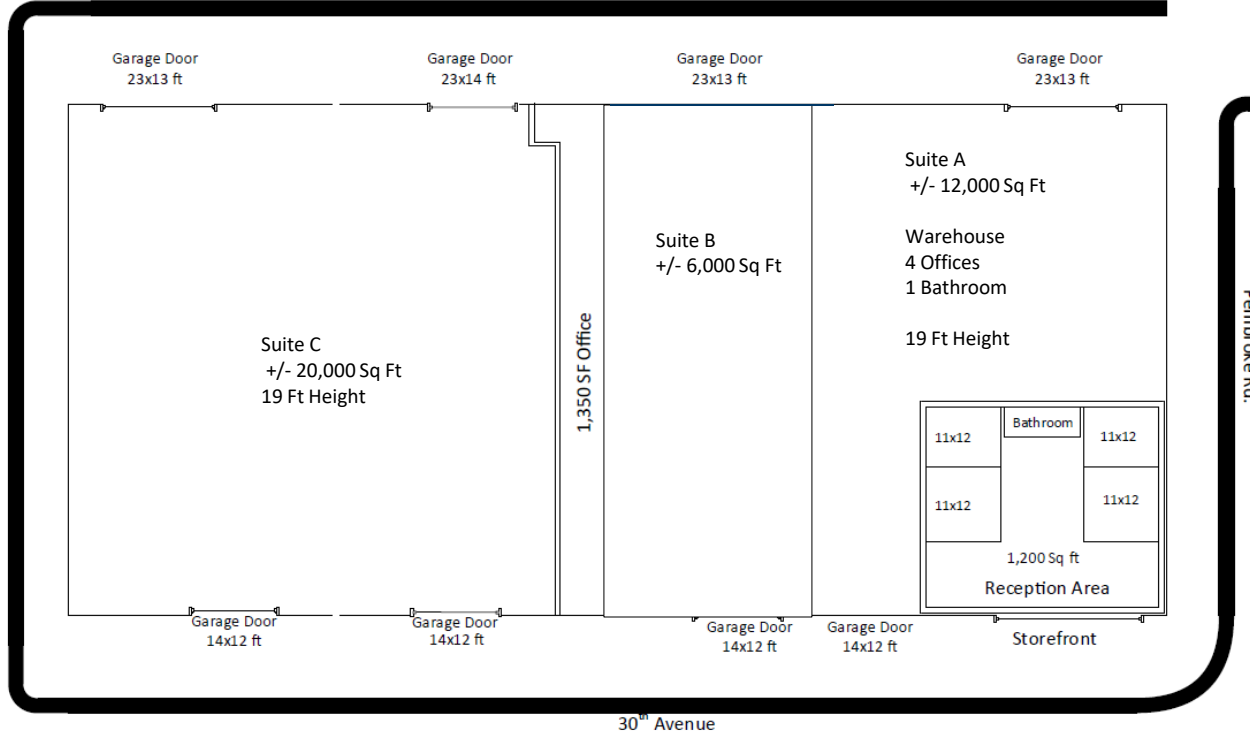 Garage Door
23x13 ft
Garage Door
23x14 ft
Garage Door
23x13 ft
Garage Door
23x13 ft
Suite A
+/- 12,000 Sq Ft
Warehouse
4 Offices
1 Bathroom
19 Ft Height
Suite B
+/- 6,000 Sq Ft
Suite C
+/- 20,000 Sq Ft
19 Ft Height
1,350 SF Office
Pembroke Rd.
Bathroom
11x12
11x12
11x12
11x12
1,200 Sq ft
Reception Area
Garage Door
14x12 ft
Garage Door
14x12 ft
Garage Door
14x12 ft
Garage Door
14x12 ft
Storefront
30th Avenue